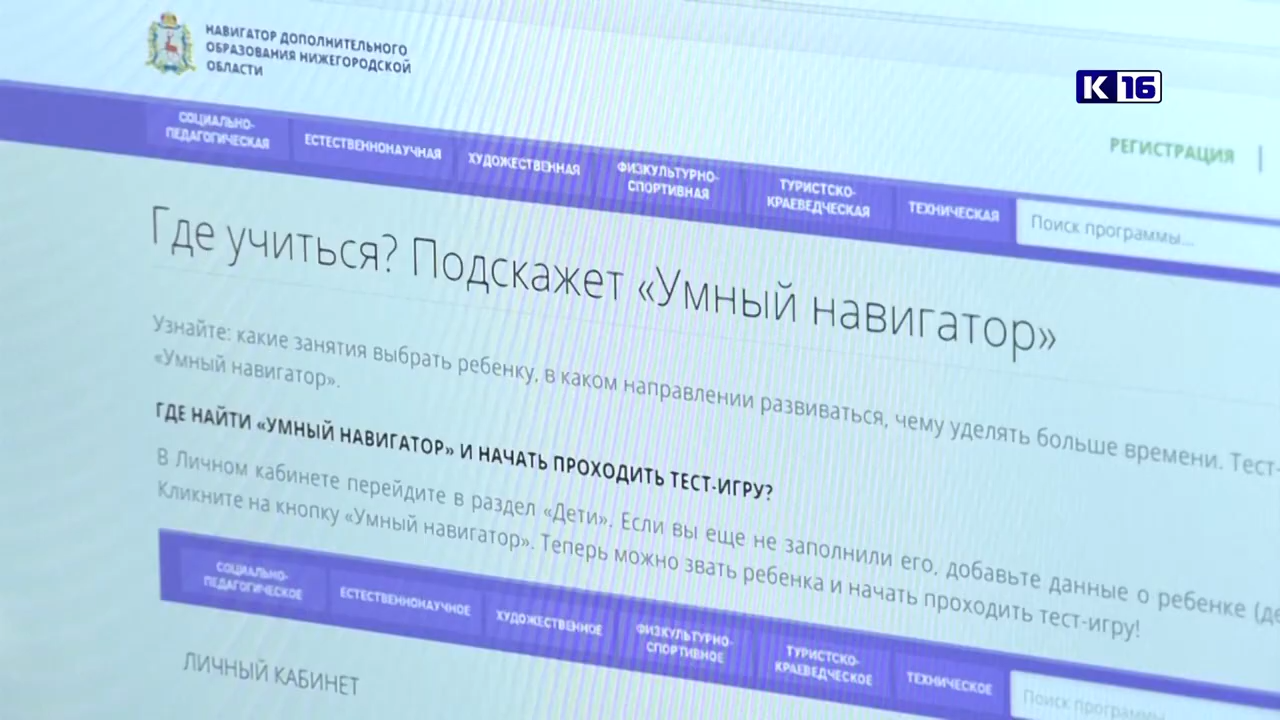 НАВИГАТОР ДОПОЛНИТЕЛЬНОГО
ОБРАЗОВАНИЯ НИЖЕГОРОДСКОЙ
ОБЛАСТИ
К 16
РЕГИСТРАЦИЯ
СОЦИАЛЬНО-
ПЕДАГОГИЧЕСКАЯ
ЕСТЕСТВЕННОНАУЧНАЯ
ХУДОЖЕСТВЕННАЯ
ФИЗКУЛЬТУРНО-
СПОРТИВНАЯ
ТУРИСТСКО-
КРАЕВЕДЧЕСКАЯ
ТЕХНИЧЕСКАЯ
Поиск программы...
Где учиться? Подскажет «Умный навигатор»
Узнайте: какие занятия выбрать ребенку, в каком направлении развиваться, чему уделять больше времени. Тест-
«Умный навигатор».
ГДЕ НАЙТИ «УМНЫЙ НАВИГАТОР» И НАЧАТЬ ПРОХОДИТЬ ТЕСТ-ИГРУ?
В Личном кабинете перейдите в раздел «Дети». Если вы еще не заполнили его, добавьте данные о ребенке (де
Кликните на кнопку «Умный навигатор». Теперь можно звать ребенка и начать проходить тест-игру!
СОЦИАЛЬНО-
ПЕДАГОГИЧЕСКОЕ
ЕСТЕСТВЕННОНАУЧНОЕ
ХУДОЖЕСТВЕННОЕ
ФИЗКУЛЬТУРНО-
СПОРТИВНОЕ
ТУРИСТСКО-
КРАЕВЕДЧЕСКОЕ
ТЕХНИЧЕСКОЕ
Поиск программы
ЛИЧНЫЙ КАБИНЕТ